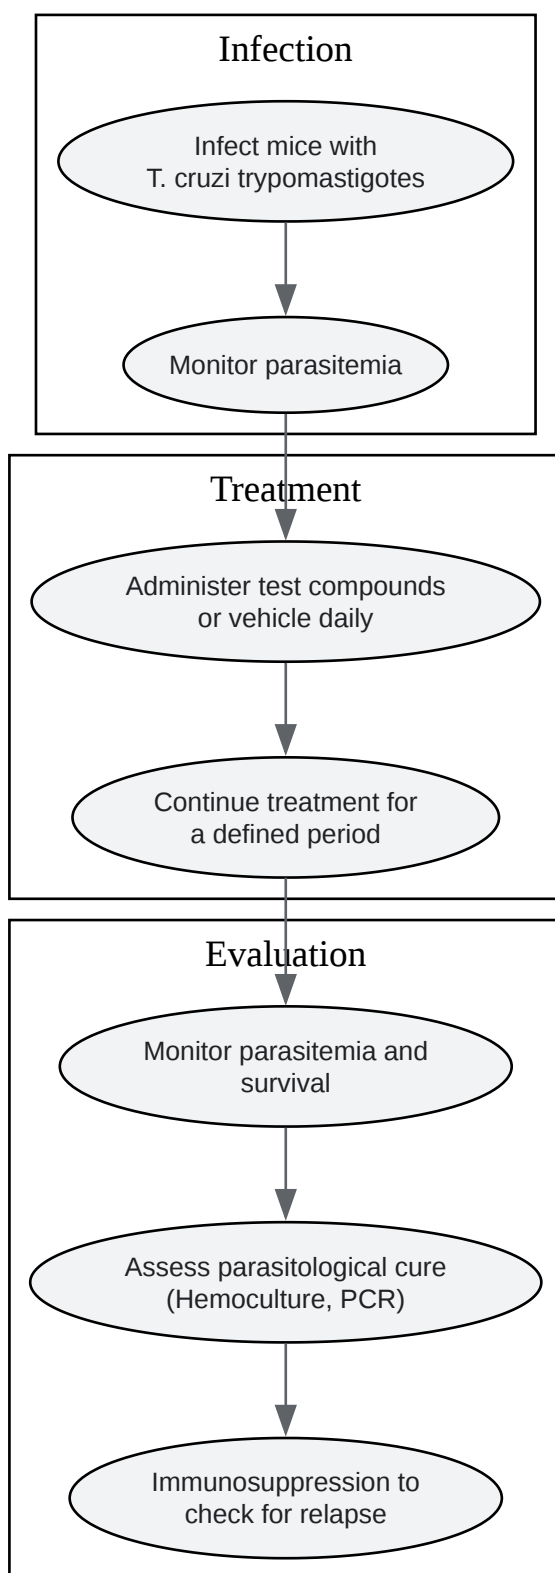 Infection
Infect mice with
T. cruzi trypomastigotes
Monitor parasitemia
Treatment
Administer test compounds
or vehicle daily
Continue treatment for
a defined period
Evaluation
Monitor parasitemia and
survival
Assess parasitological cure
(Hemoculture, PCR)
Immunosuppression to
check for relapse